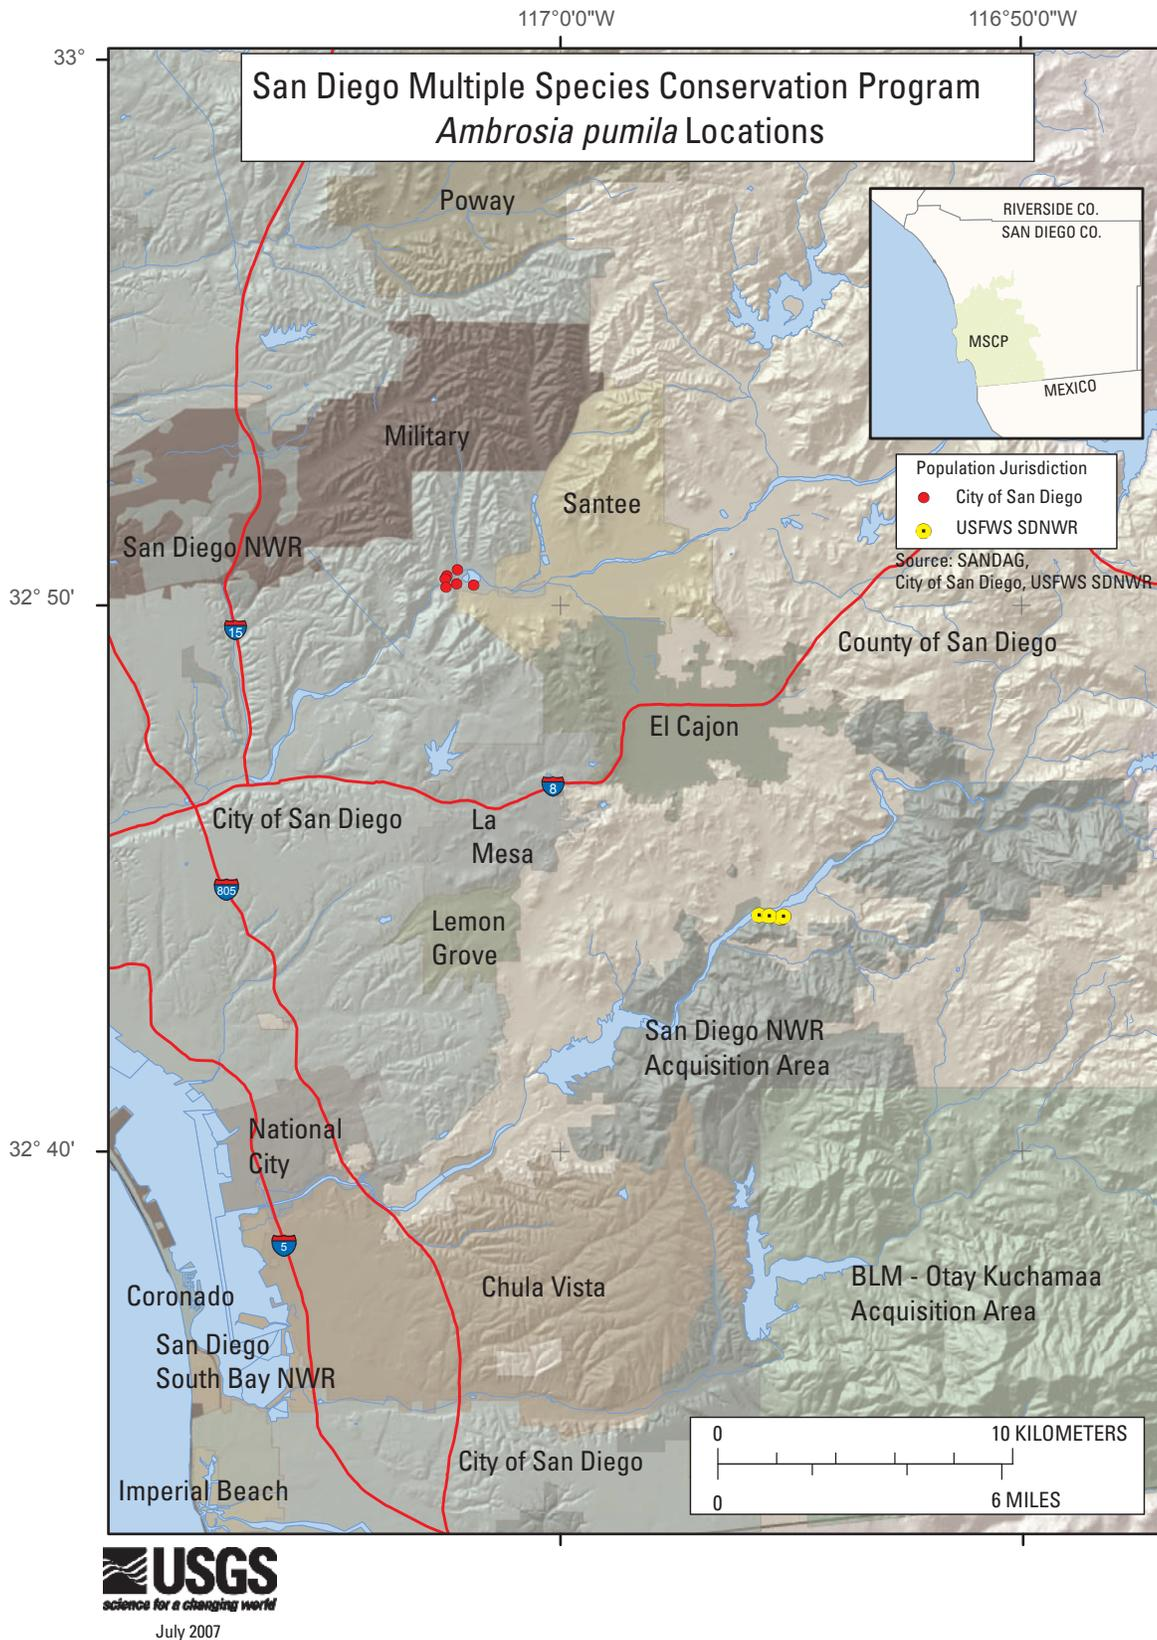 117°0'0"W
116°50'0"W
33°
San Diego Multiple Species Conservation Program
Ambrosia pumila Locations
Poway
RIVERSIDE CO.
SAN DIEGO CO.
MSCP
MEXICO
Military
Santee
Population Jurisdiction
City of San Diego
USFWS SDNWR
Source: SANDAG,
City of San Diego, USFWS SDNWR
San Diego NWR
32° 50'
15
County of San Diego
El Cajon
8
City of San Diego
La
Mesa
805
Lemon
Grove
San Diego NWR
Acquisition Area
National
City
32° 40'
5
Chula Vista
BLM - Otay Kuchamaa
Acquisition Area
Coronado
San Diego
South Bay NWR
City of San Diego
Imperial Beach
0
10 KILOMETERS
0
6 MILES
USGS
science for a changing world
July 2007